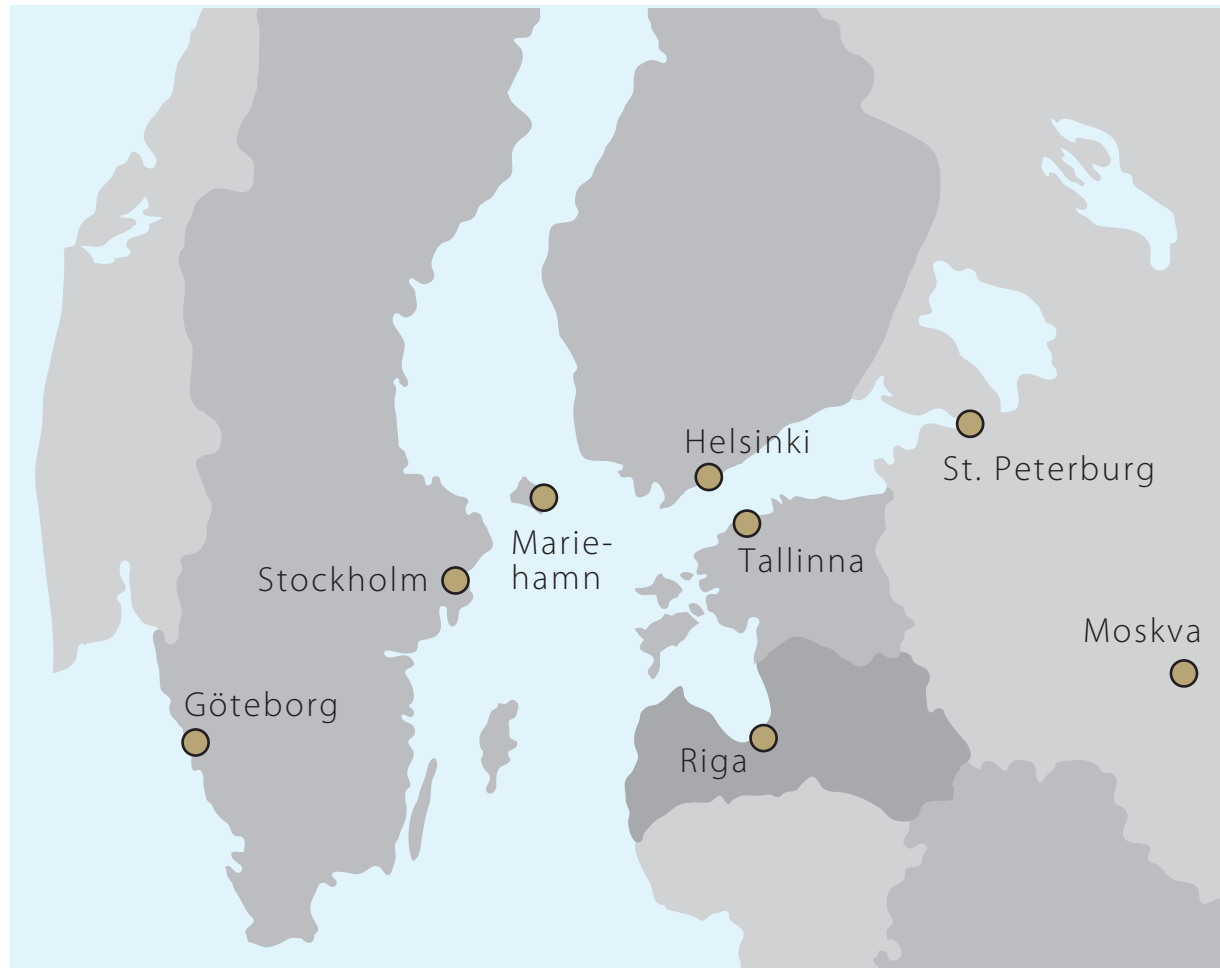 Helsinki
St. Peterburg
Marie-
hamn
Tallinna
Stockholm
Moskva
Göteborg
Riga